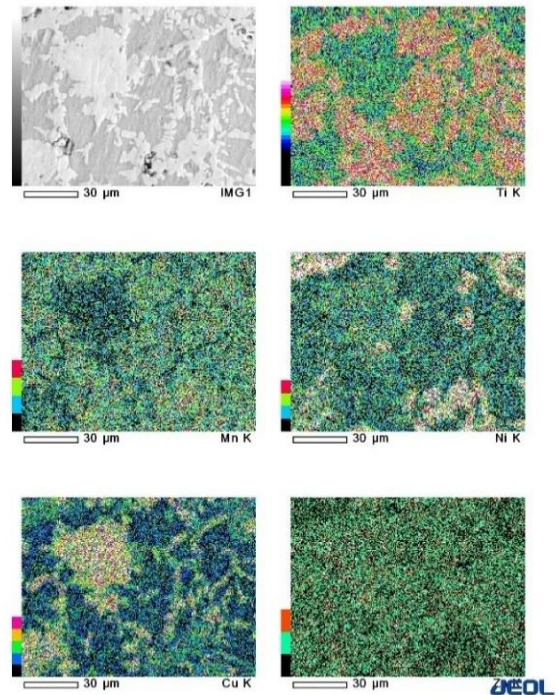 30 µm IMG1
30 µm Ti K
30 µm Mn K
30 µm Ni K
30 µm Cu K
30 µm
JEOL